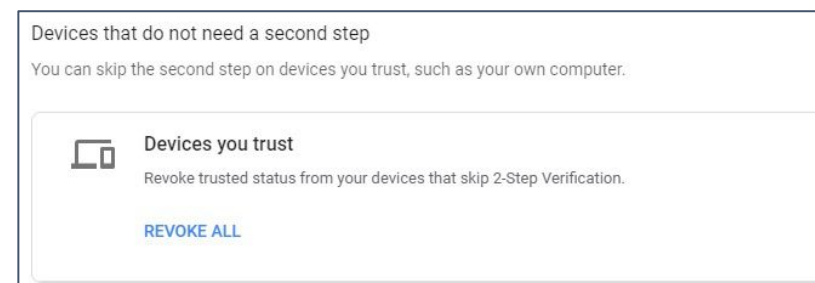 Devices that do not need a second step
You can skip the second step on devices you trust, such as your own computer.
Devices you trust
Revoke trusted status from your devices that skip 2-Step Verification.
REVOKE ALL